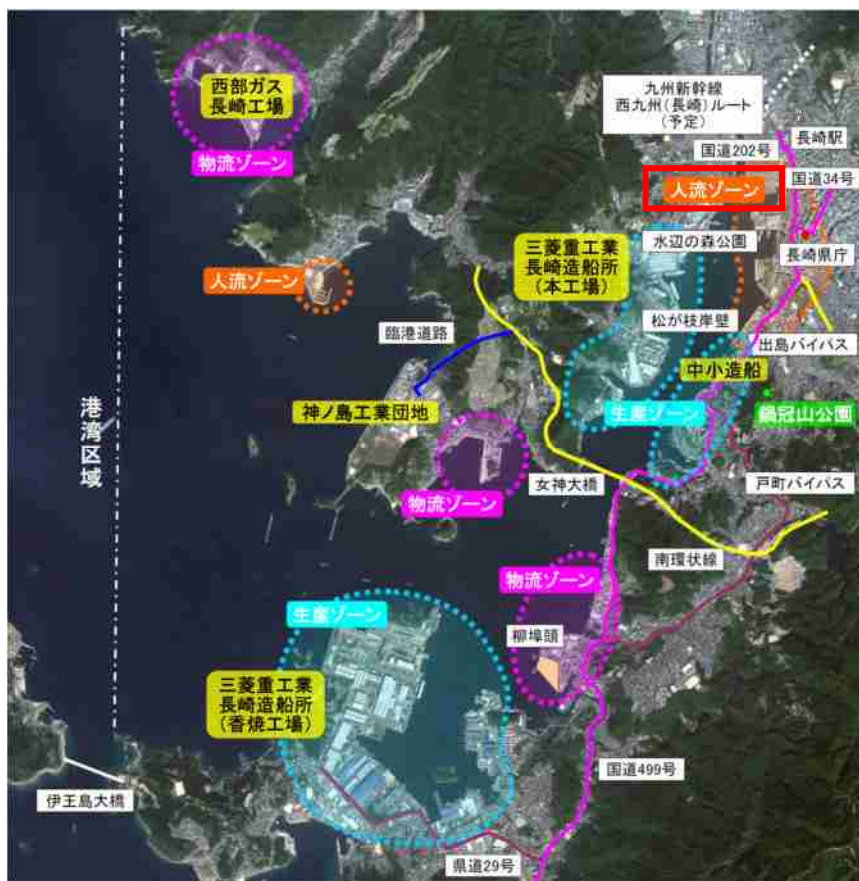 西部ガス
長崎工場
物流ゾーン
九州新幹線
西九州(長崎)ルート
(予定)
長崎駅
国道202号
人流ゾーン
国道34号
水辺の森公園
長崎県庁
三菱重工業
長崎造船所
(本工場)
人流ゾーン
松が枝岸壁
臨港道路
出島バイパス
中小造船
生産ゾーン
鍋冠山公園
神ノ島工業団地
港湾区域
女神大橋
戸町バイパス
物流ゾーン
南環状線
物流ゾーン
生産ゾーン
柳埠頭
三菱重工業
長崎造船所
(香焼工場)
国道499号
伊王島大橋
県道29号